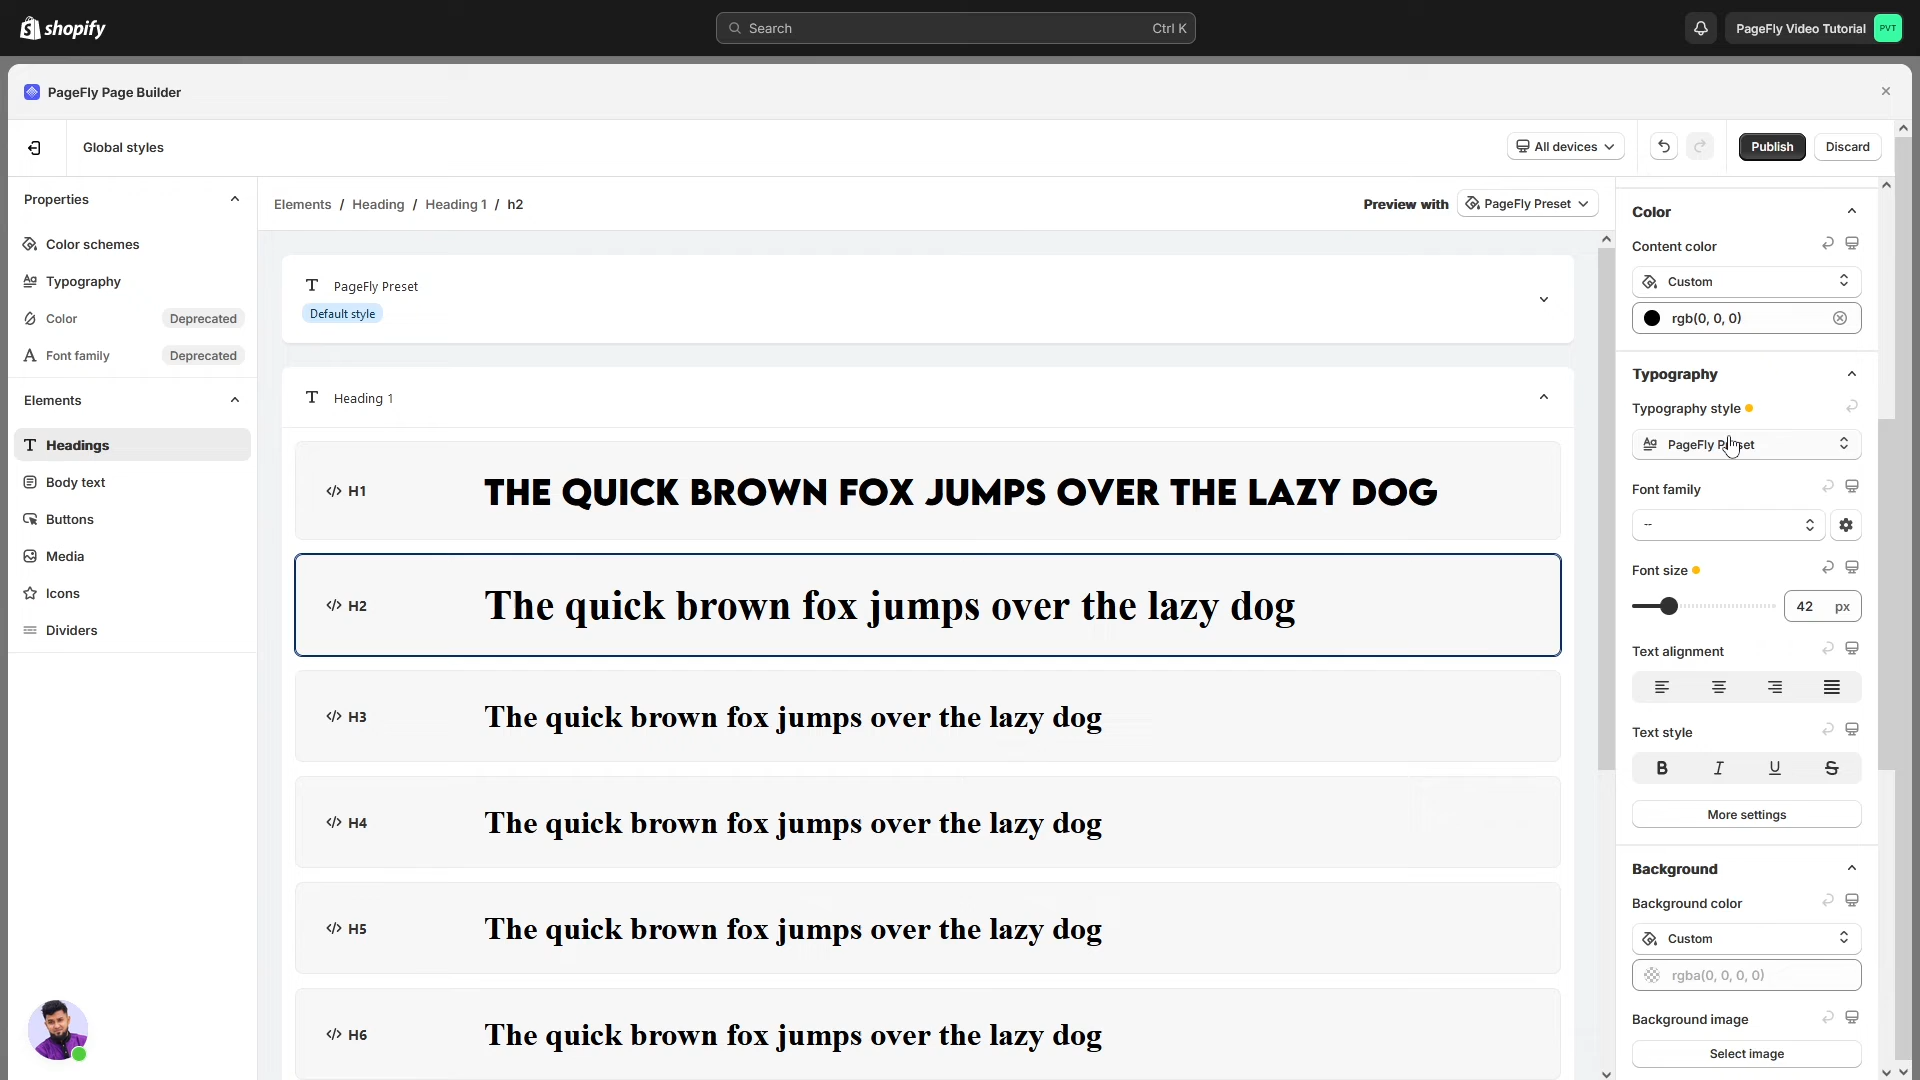 shopify
Search
Ctrl K
PageFly Video Tutorial
PVT
PageFly Page Builder
Global styles
All devices
Publish
Discard
Properties
Color schemes
Typography
Color
Deprecated
Font family
Deprecated
Elements
Headings
Body text
Buttons
Media
Icons
Dividers
Elements / Heading / Heading 1 / h2
Preview with
PageFly Preset
PageFly Preset
Default style
Heading 1
H1
THE QUICK BROWN FOX JUMPS OVER THE LAZY DOG
H2
The quick brown fox jumps over the lazy dog
H3
The quick brown fox jumps over the lazy dog
H4
The quick brown fox jumps over the lazy dog
H5
The quick brown fox jumps over the lazy dog
H6
The quick brown fox jumps over the lazy dog
Color
Content color
Custom
rgb(0, 0, 0)
Typography
Typography style
PageFly Preset
Font family
--
Font size
42 px
Text alignment
Text style
B I U S
More settings
Background
Background color
Custom
rgba(0, 0, 0, 0)
Background image
Select image